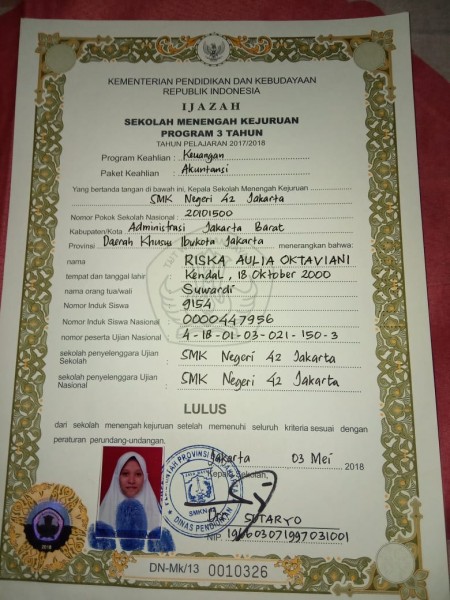 KEMENTERIAN PENDIDIKAN DAN KEBUDAYAAN
REPUBLIK INDONESIA
IJAZAH
SEKOLAH MENENGAH KEJURUAN
PROGRAM 3 TAHUN
TAHUN PELAJARAN 2017/2018
Program Keahlian : Keuangan
Paket Keahlian : Akuntansi
Yang bertanda tangan di bawah ini, Kepala Sekolah Menengah Kejuruan
SMK Negeri 42 Jakarta
Nomor Pokok Sekolah Nasional : 20101500
Kabupaten/Kota Administrasi Jakarta Barat
Provinsi Daerah Khusus Ibukota Jakarta menerangkan bahwa:
nama RISKA AULIA OKTAVIANI
tempat dan tanggal lahir Kendal, 18 Oktober 2000
nama orang tua/wali Suwardi
Nomor Induk Siswa 9154
Nomor Induk Siswa Nasional : 0000447956
nomor peserta Ujian Nasional : 4-18-01-03-021-150-3
sekolah penyelenggara Ujian Sekolah : SMK Negeri 42 Jakarta
sekolah penyelenggara Ujian Nasional : SMK Negeri 42 Jakarta
LULUS
dari sekolah menengah kejuruan setelah memenuhi seluruh kriteria sesuai dengan
peraturan perundang-undangan.
Jakarta 03 Mei 2018
Kepala Sekolah,
PROVINSI
SMKN
DINAS PENDIDIKAN
Drs. SUTARYO
NIP. 196603071997031001
2018
DN-Mk/13 0010326